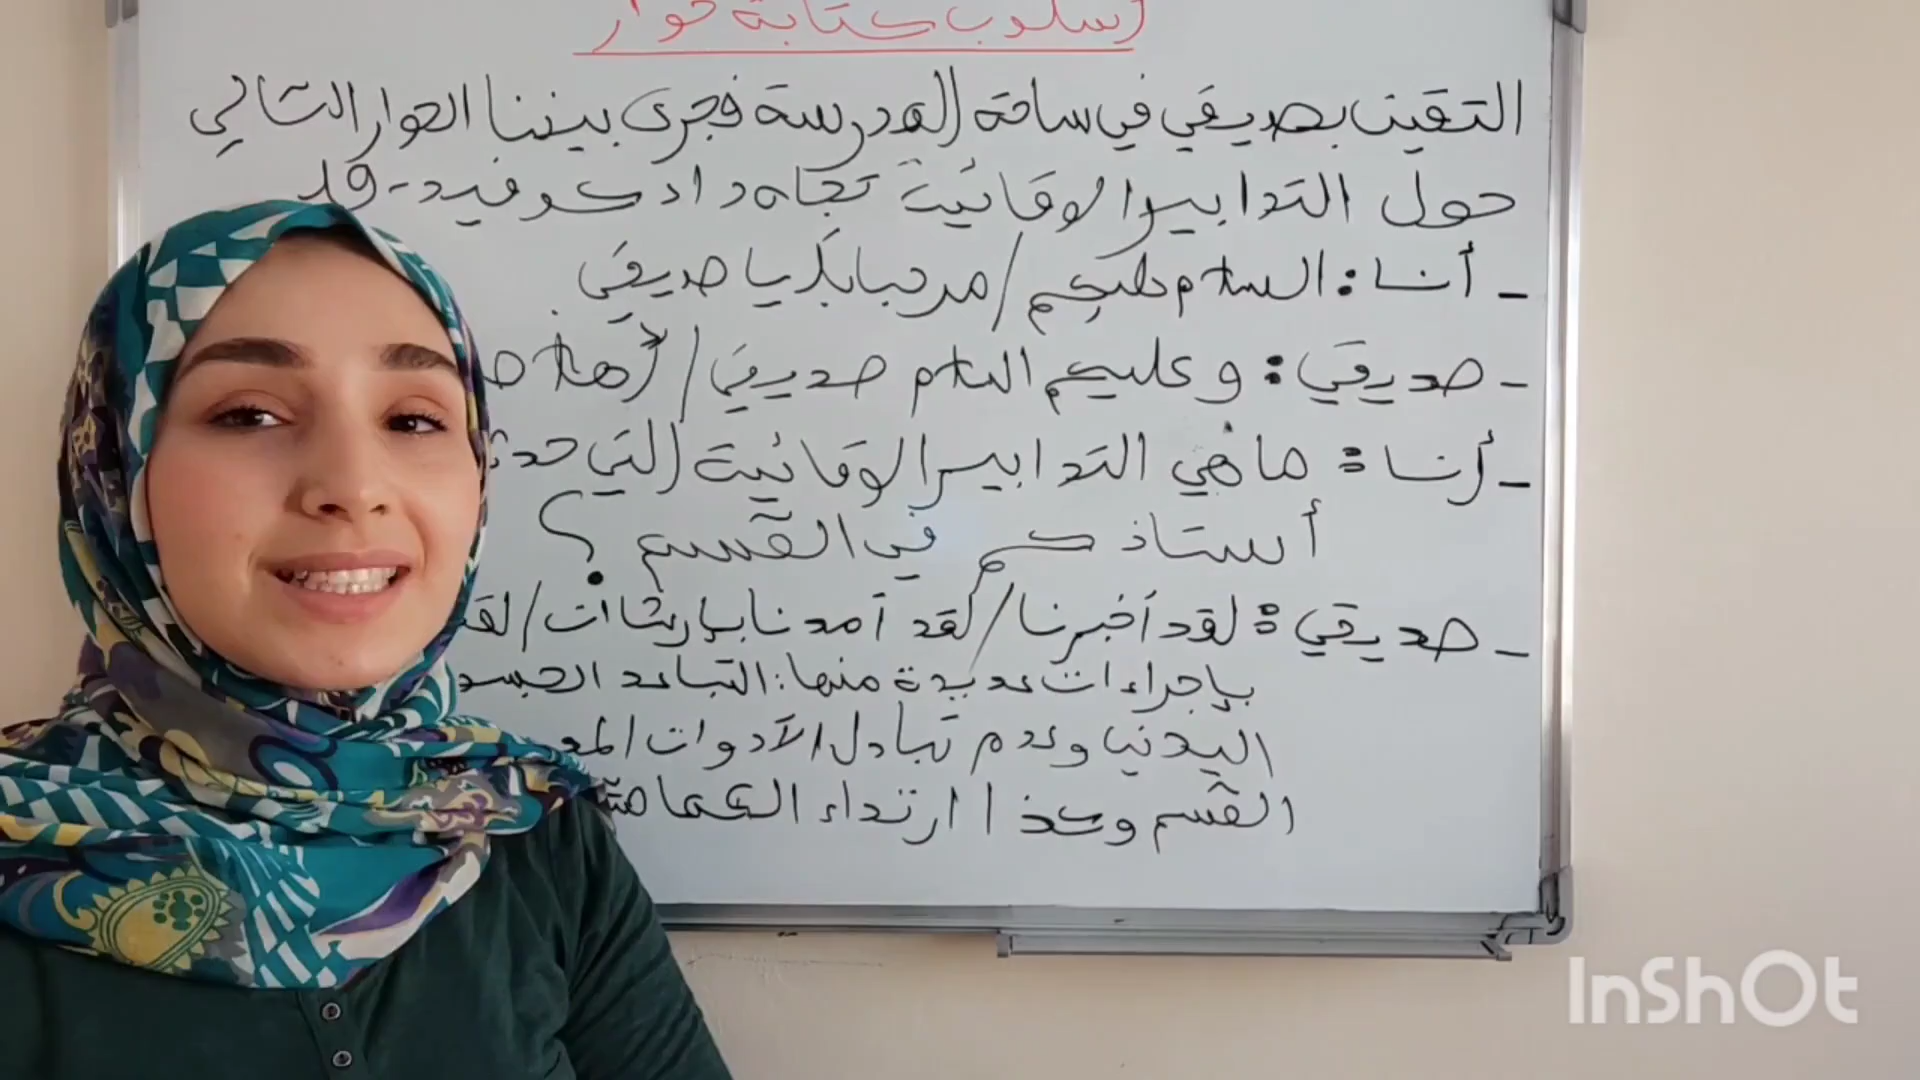 أسلوب كتابة حوار
التقيت بصديقي في ساحة المدرسة فجرى بيننا الحوار التالي
حول التدابير الوقائية تجاه داء كوفيد-19
- أنا: السلام عليكم / مرحبا بك يا صديقي.
- صديقي: وعليكم السلام صديقي / أهلا
- أنا: ما هي التدابير الوقائية التي
أستاذكم في القسم ؟
- صديقي: لقد أخبرنا / لقد أمدنا بإرشادات / لقد
بإجراءات عديدة منها: التباعد
اليدين وعدم تبادل الأدوات
القسم وكذا ارتداء الكمامة
InShOt